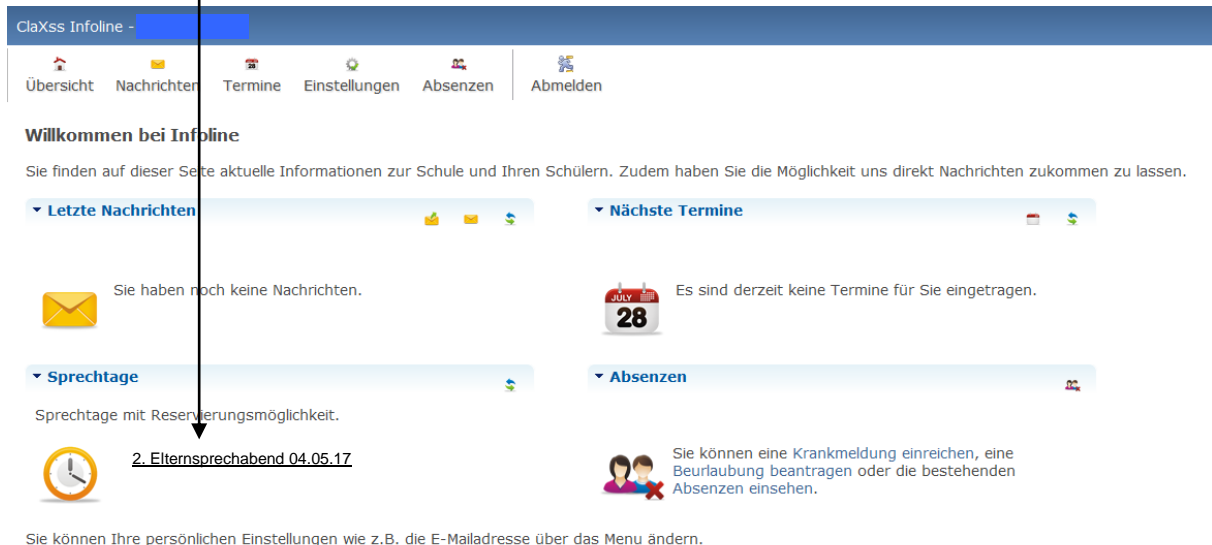 ClaXss Infoline -
Übersicht Nachrichten Termine Einstellungen Absenzen Abmelden
Willkommen bei Infoline
Sie finden auf dieser Seite aktuelle Informationen zur Schule und Ihren Schülern. Zudem haben Sie die Möglichkeit uns direkt Nachrichten zukommen zu lassen.
Letzte Nachrichten
Sie haben noch keine Nachrichten.
Nächste Termine
JULY
28
Es sind derzeit keine Termine für Sie eingetragen.
Sprechtage
Sprechtage mit Reservierungsmöglichkeit.
2. Elternsprechabend 04.05.17
Absenzen
Sie können eine Krankmeldung einreichen, eine
Beurlaubung beantragen oder die bestehenden
Absenzen einsehen.
Sie können Ihre persönlichen Einstellungen wie z.B. die E-Mailadresse über das Menu ändern.